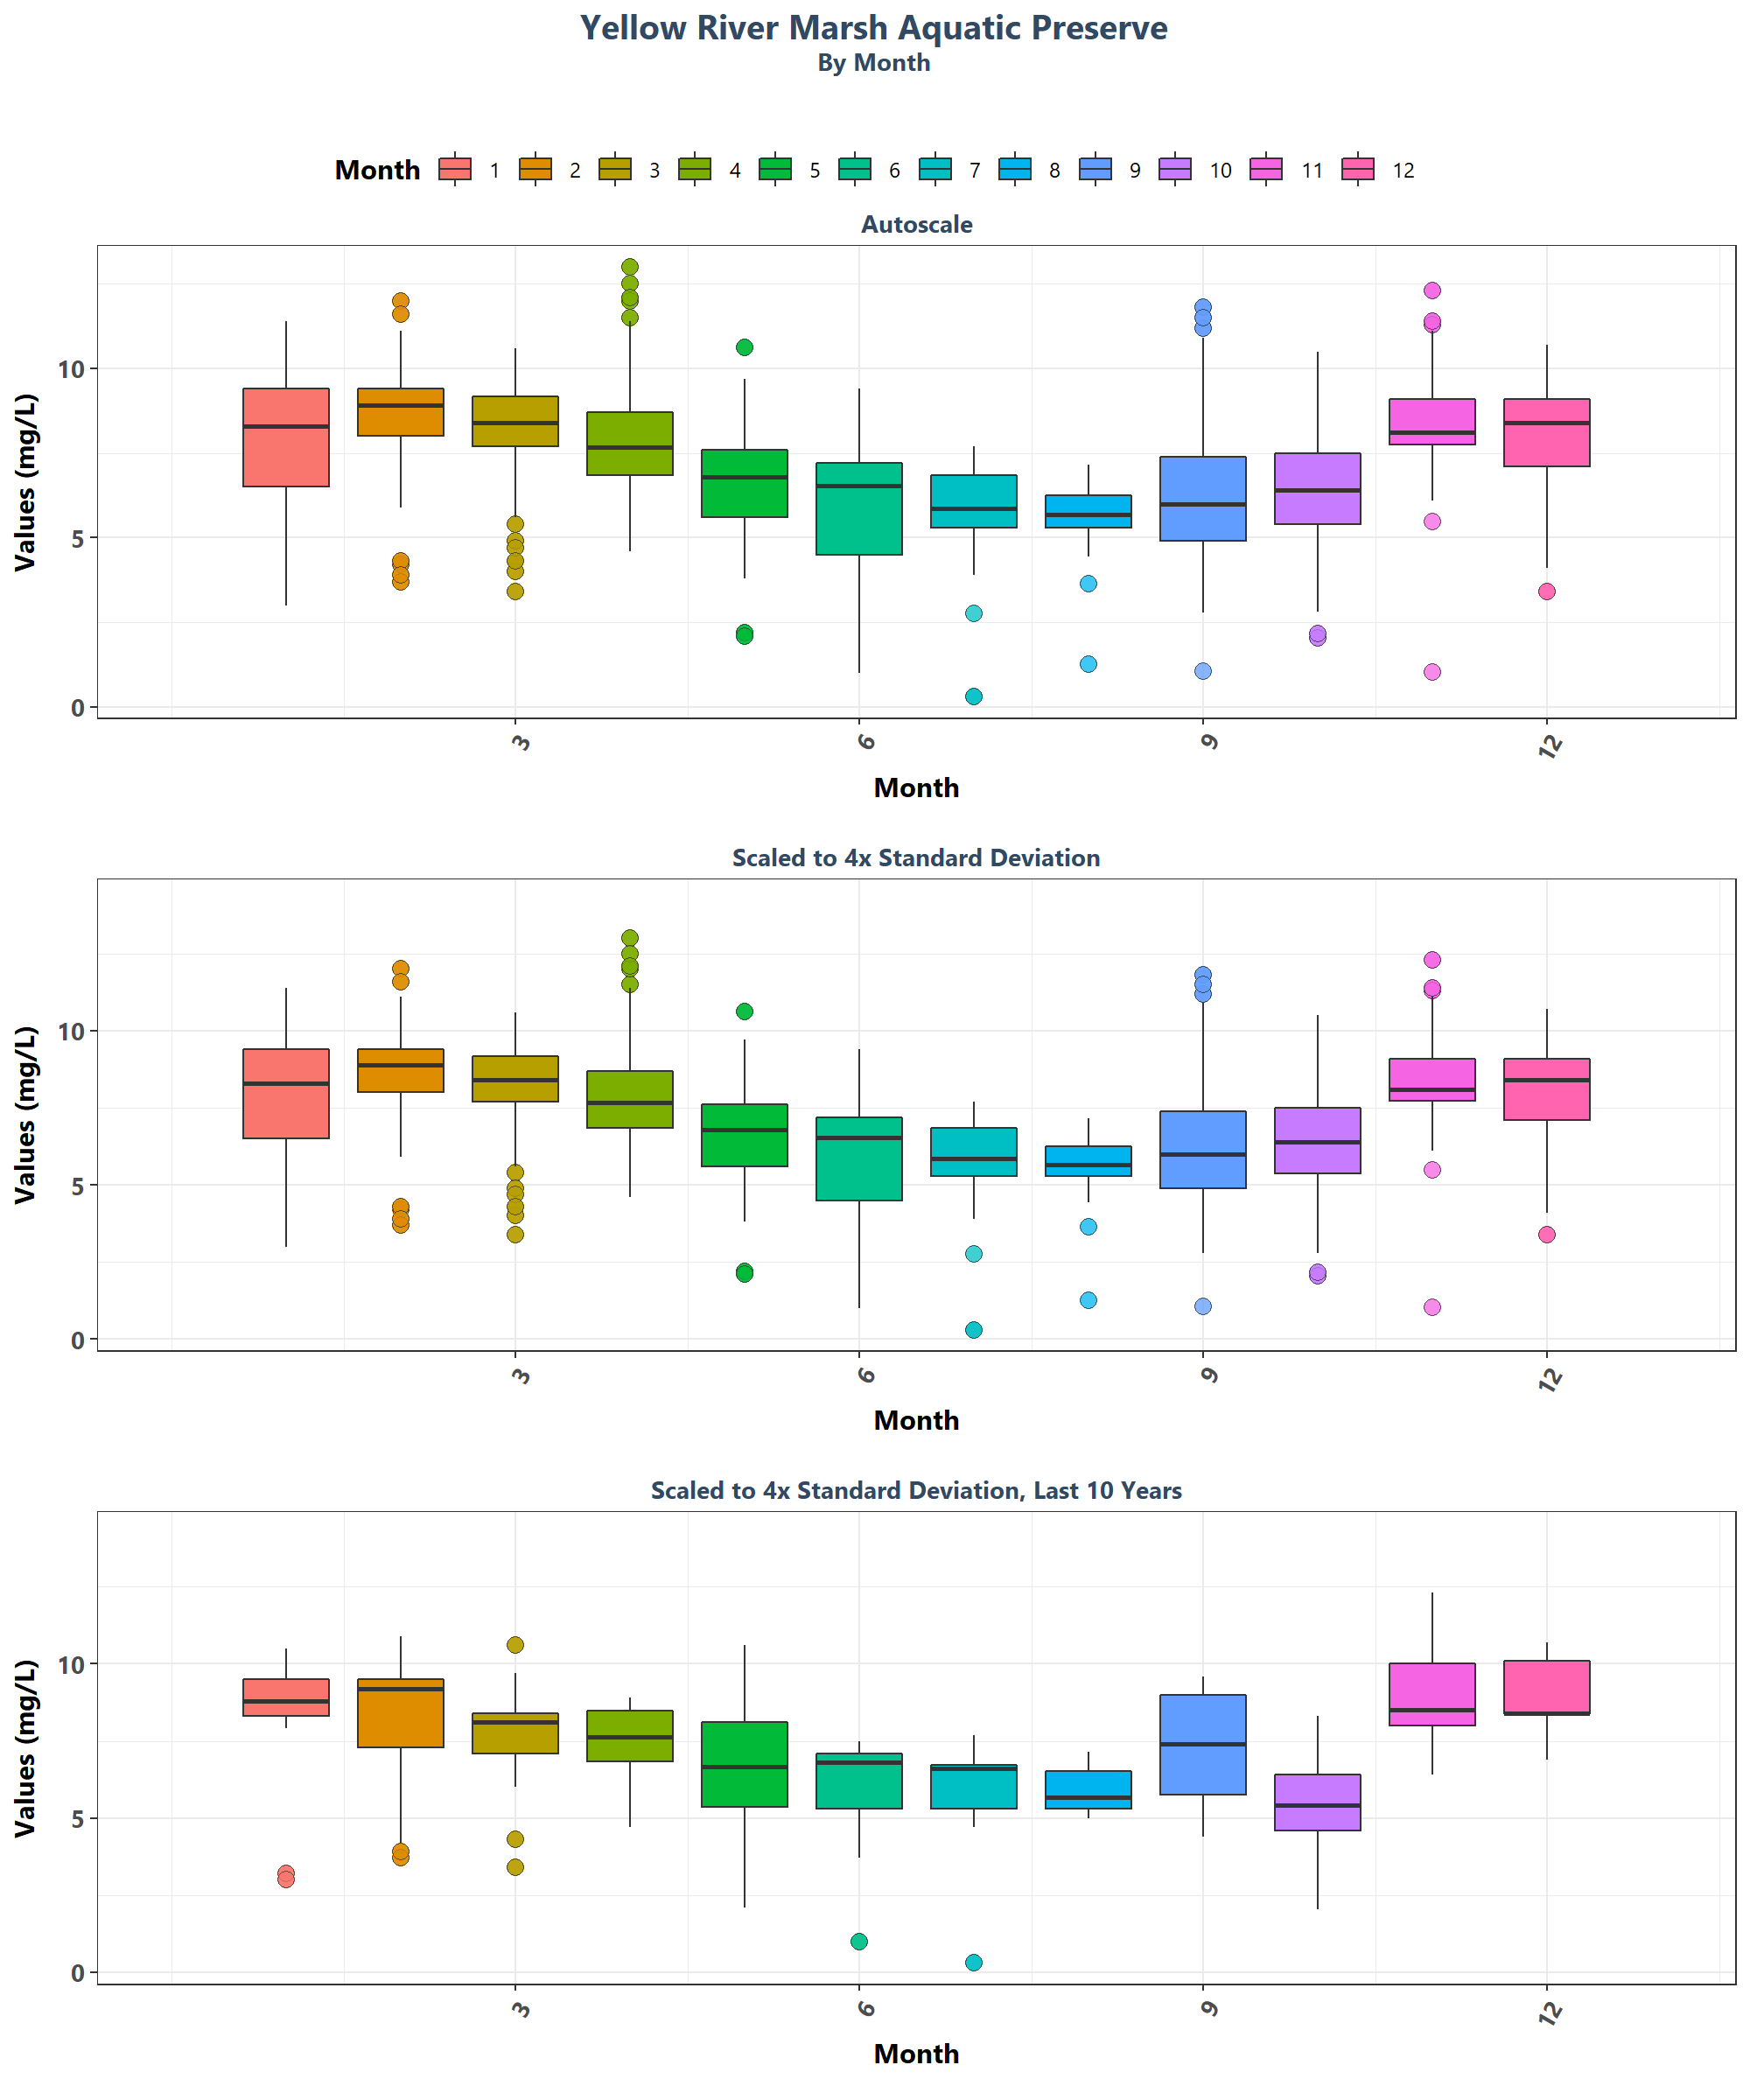 Yellow River Marsh Aquatic Preserve
By Month
Month 1 2 3 4 5 6 7 8 9 10 11 12
Autoscale
Values (mg/L)
10
5
0
3 6 9 12
Month
Scaled to 4x Standard Deviation
Values (mg/L)
10
5
0
3 6 9 12
Month
Scaled to 4x Standard Deviation, Last 10 Years
Values (mg/L)
10
5
0
3 6 9 12
Month